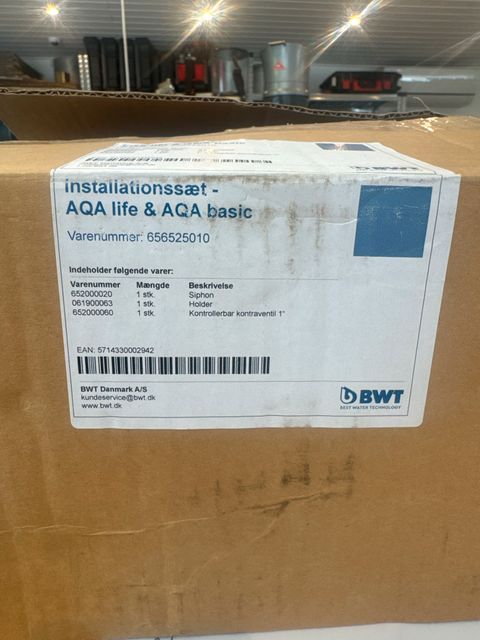 Installationssæt -
AQA life & AQA basic
Varenummer: 656525010
Indeholder følgende varer:
Varenummer Mængde Beskrivelse
652000020 1 stk. Siphon
061900063 1 stk. Holder
652000060 1 stk. Kontrollerbar kontraventil 1"
EAN: 5714330002942
BWT Danmark A/S
kundeservice@bwt.dk
www.bwt.dk
BWT
BEST WATER TECHNOLOGY